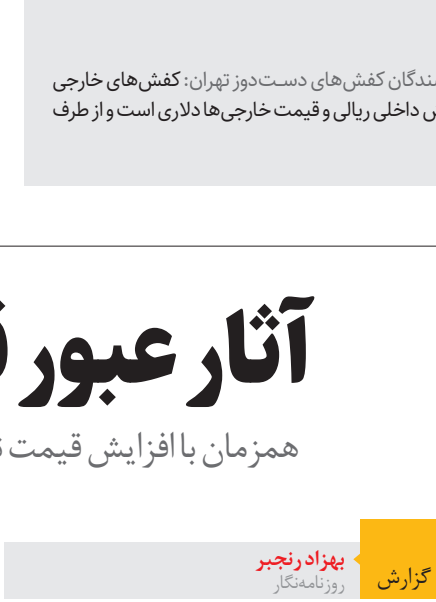 کفش‌های دست‌دوز تهران: کفش‌های خارجی
داخلی ریالی و قیمت خارجی‌ها دلاری است و از طرف
آثار عبور
همزمان با افزایش قیمت
گزارش
بهزاد رنجبر
روزنامه‌نگار